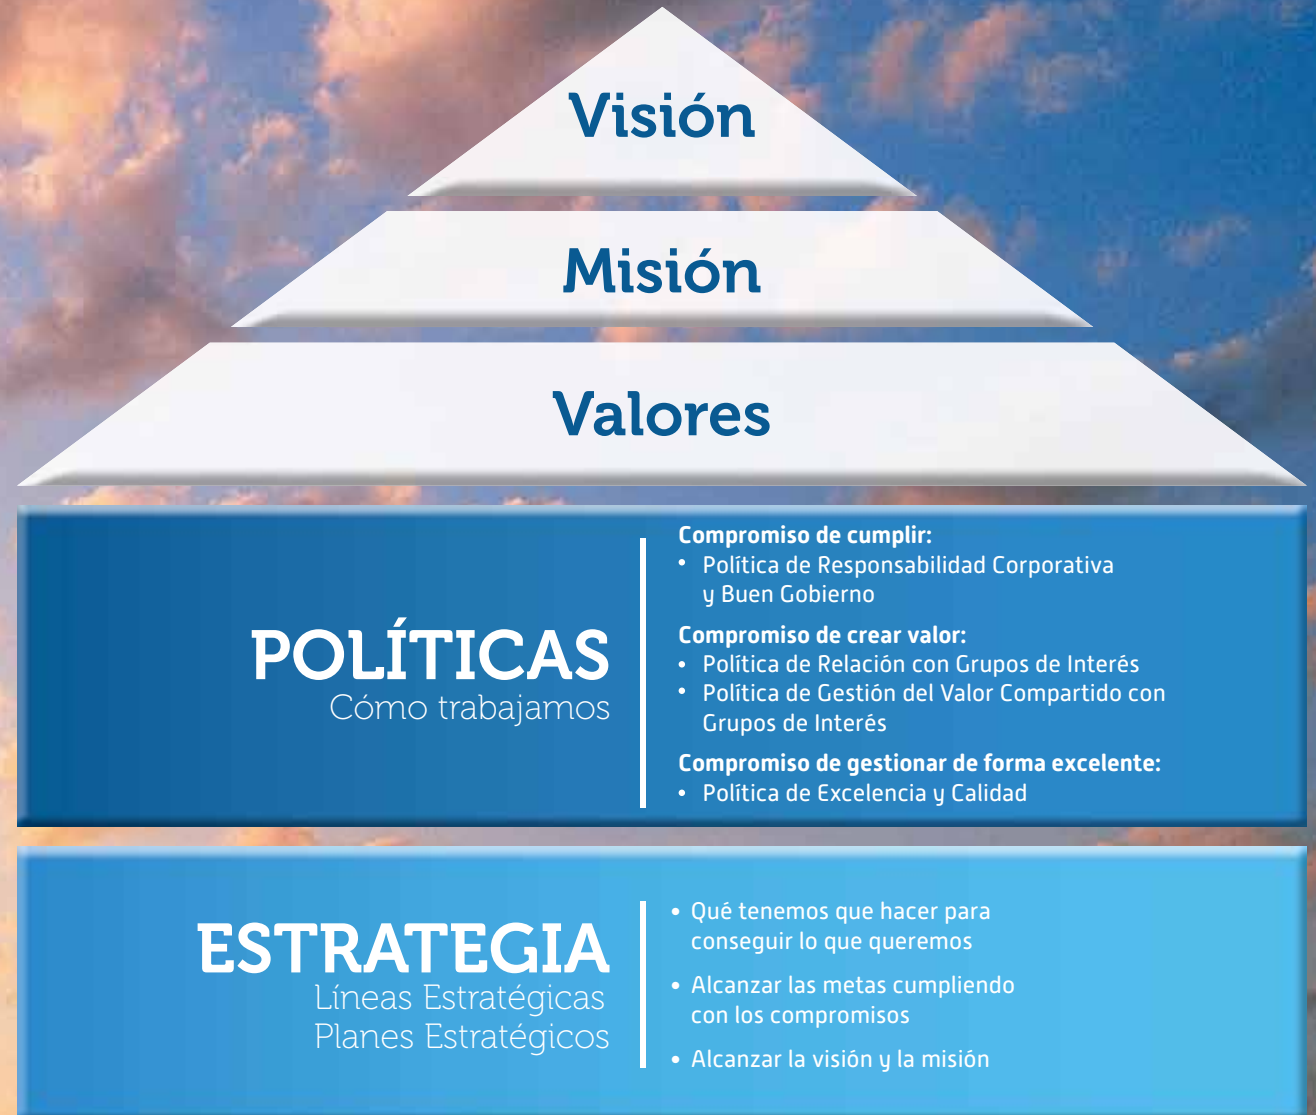 Visión
Misión
Valores
POLÍTICAS
Cómo trabajamos
Compromiso de cumplir:
• Política de Responsabilidad Corporativa
y Buen Gobierno
Compromiso de crear valor:
• Política de Relación con Grupos de Interés
• Política de Gestión del Valor Compartido con
Grupos de Interés
Compromiso de gestionar de forma excelente:
• Política de Excelencia y Calidad
ESTRATEGIA
Líneas Estratégicas
Planes Estratégicos
• Qué tenemos que hacer para
conseguir lo que queremos
• Alcanzar las metas cumpliendo
con los compromisos
• Alcanzar la visión y la misión